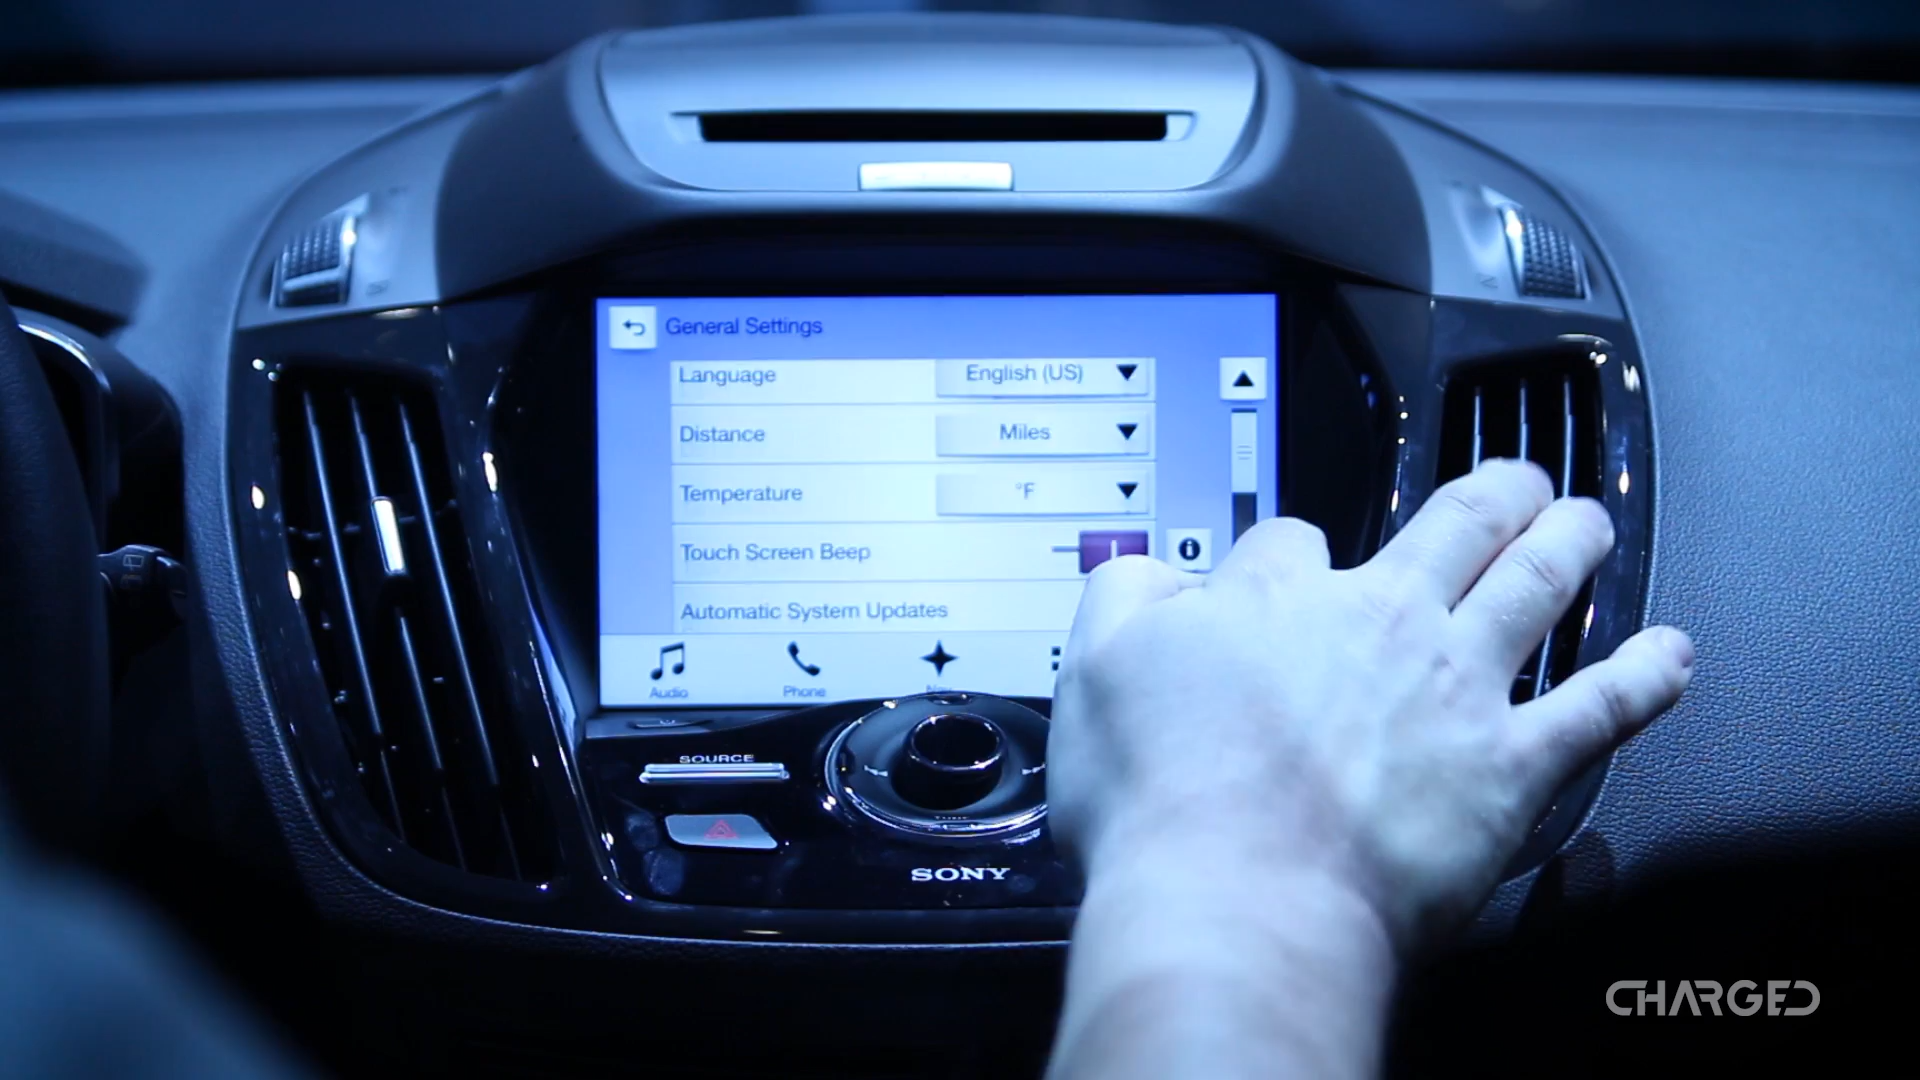 General Settings
Language English (US)
Distance Miles
Temperature °F
Touch Screen Beep
Automatic System Updates
Audio Phone
SOURCE
SONY
CHARGED